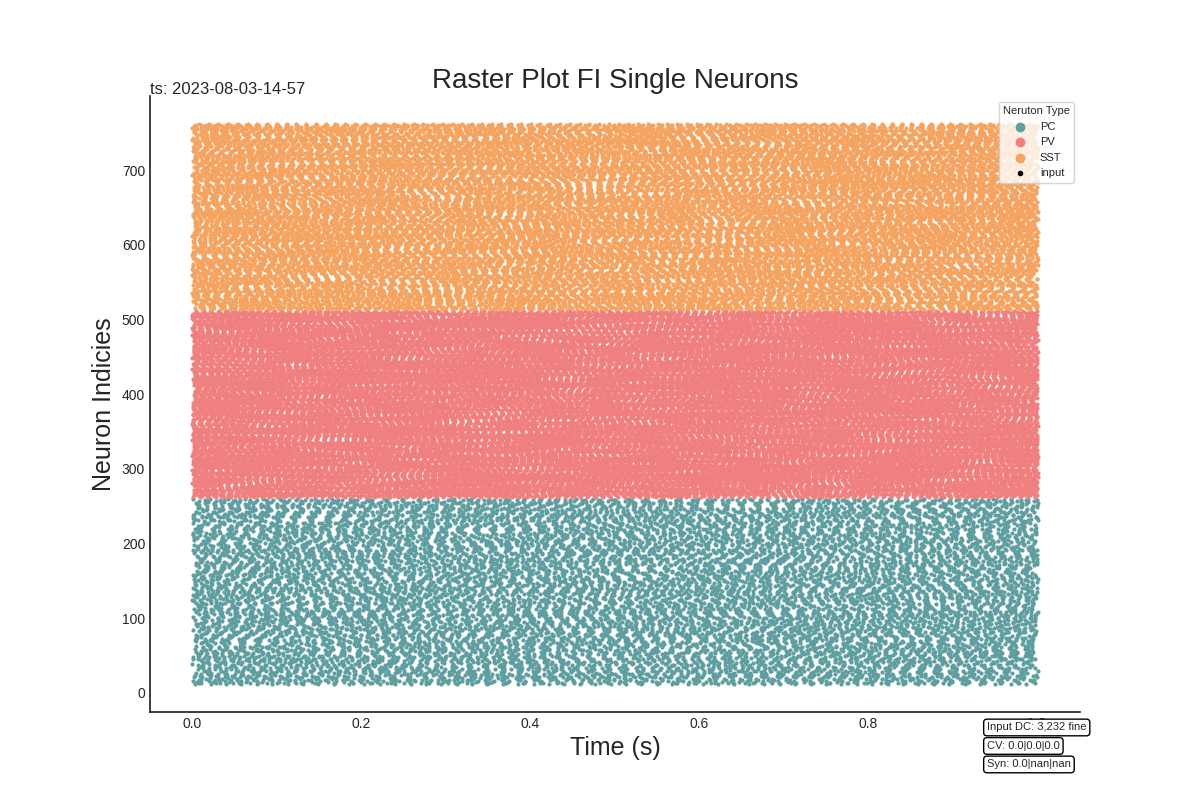 Raster Plot FI Single Neurons
ts: 2023-08-03-14-57
Neruton Type
PC
PV
SST
input
700
600
500
400
300
200
100
0
Neuron Indicies
0.0 0.2 0.4 0.6 0.8
Time (s)
Input DC: 3,232 fine
CV: 0.0|0.0|0.0
Syn: 0.0|nan|nan